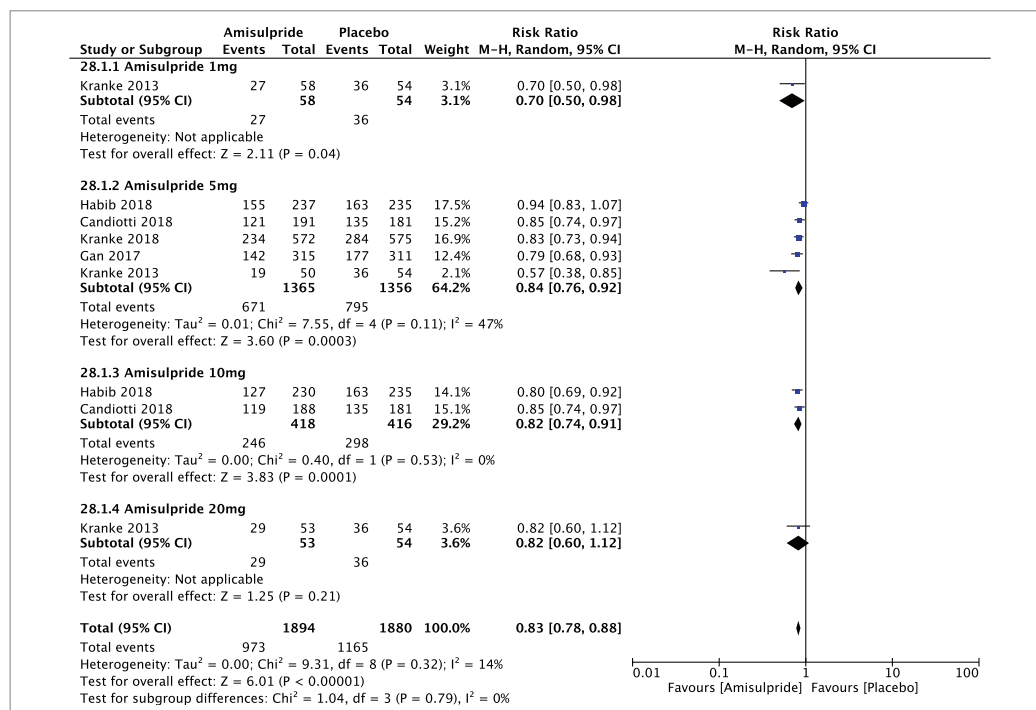 Amisulpride Placebo Risk Ratio Risk Ratio
Study or Subgroup Events Total Events Total Weight M-H, Random, 95% CI M-H, Random, 95% CI
28.1.1 Amisulpride 1mg
Kranke 2013 27 58 36 54 3.1% 0.70 [0.50, 0.98]
Subtotal (95% CI) 58 54 3.1% 0.70 [0.50, 0.98]
Total events 27 36
Heterogeneity: Not applicable
Test for overall effect: Z = 2.11 (P = 0.04)
28.1.2 Amisulpride 5mg
Habib 2018 155 237 163 235 17.5% 0.94 [0.83, 1.07]
Candiotti 2018 121 191 135 181 15.2% 0.85 [0.74, 0.97]
Kranke 2018 234 572 284 575 16.9% 0.83 [0.73, 0.94]
Gan 2017 142 315 177 311 12.4% 0.79 [0.68, 0.93]
Kranke 2013 19 50 36 54 2.1% 0.57 [0.38, 0.85]
Subtotal (95% CI) 1365 1356 64.2% 0.84 [0.76, 0.92]
Total events 671 795
Heterogeneity: Tau² = 0.01; Chi² = 7.55, df = 4 (P = 0.11); I² = 47%
Test for overall effect: Z = 3.60 (P = 0.0003)
28.1.3 Amisulpride 10mg
Habib 2018 127 230 163 235 14.1% 0.80 [0.69, 0.92]
Candiotti 2018 119 188 135 181 15.1% 0.85 [0.74, 0.97]
Subtotal (95% CI) 418 416 29.2% 0.82 [0.74, 0.91]
Total events 246 298
Heterogeneity: Tau² = 0.00; Chi² = 0.40, df = 1 (P = 0.53); I² = 0%
Test for overall effect: Z = 3.83 (P = 0.0001)
28.1.4 Amisulpride 20mg
Kranke 2013 29 53 36 54 3.6% 0.82 [0.60, 1.12]
Subtotal (95% CI) 53 54 3.6% 0.82 [0.60, 1.12]
Total events 29 36
Heterogeneity: Not applicable
Test for overall effect: Z = 1.25 (P = 0.21)
Total (95% CI) 1894 1880 100.0% 0.83 [0.78, 0.88]
Total events 973 1165
Heterogeneity: Tau² = 0.00; Chi² = 9.31, df = 8 (P = 0.32); I² = 14%
Test for overall effect: Z = 6.01 (P < 0.00001)
Test for subgroup differences: Chi² = 1.04, df = 3 (P = 0.79), I² = 0%
0.01 0.1 1 10 100
Favours [Amisulpride] Favours [Placebo]